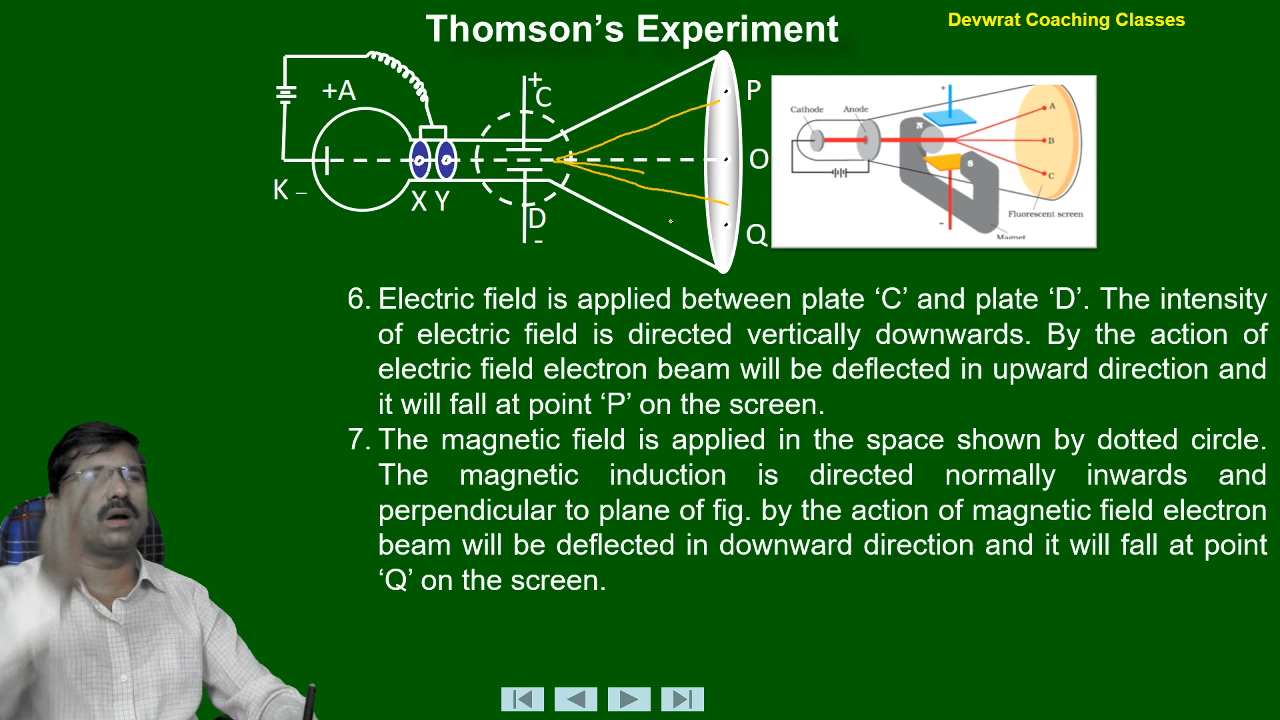 Thomson's Experiment
Devwrat Coaching Classes
+A
K –
X Y
+
C
D
-
P
O
Q
Cathode Anode
+
N
S
-
A
B
C
Fluorescent screen
Magnet
6. Electric field is applied between plate 'C' and plate 'D'. The intensity
of electric field is directed vertically downwards. By the action of
electric field electron beam will be deflected in upward direction and
it will fall at point 'P' on the screen.
7. The magnetic field is applied in the space shown by dotted circle.
The magnetic induction is directed normally inwards and
perpendicular to plane of fig. by the action of magnetic field electron
beam will be deflected in downward direction and it will fall at point
'Q' on the screen.